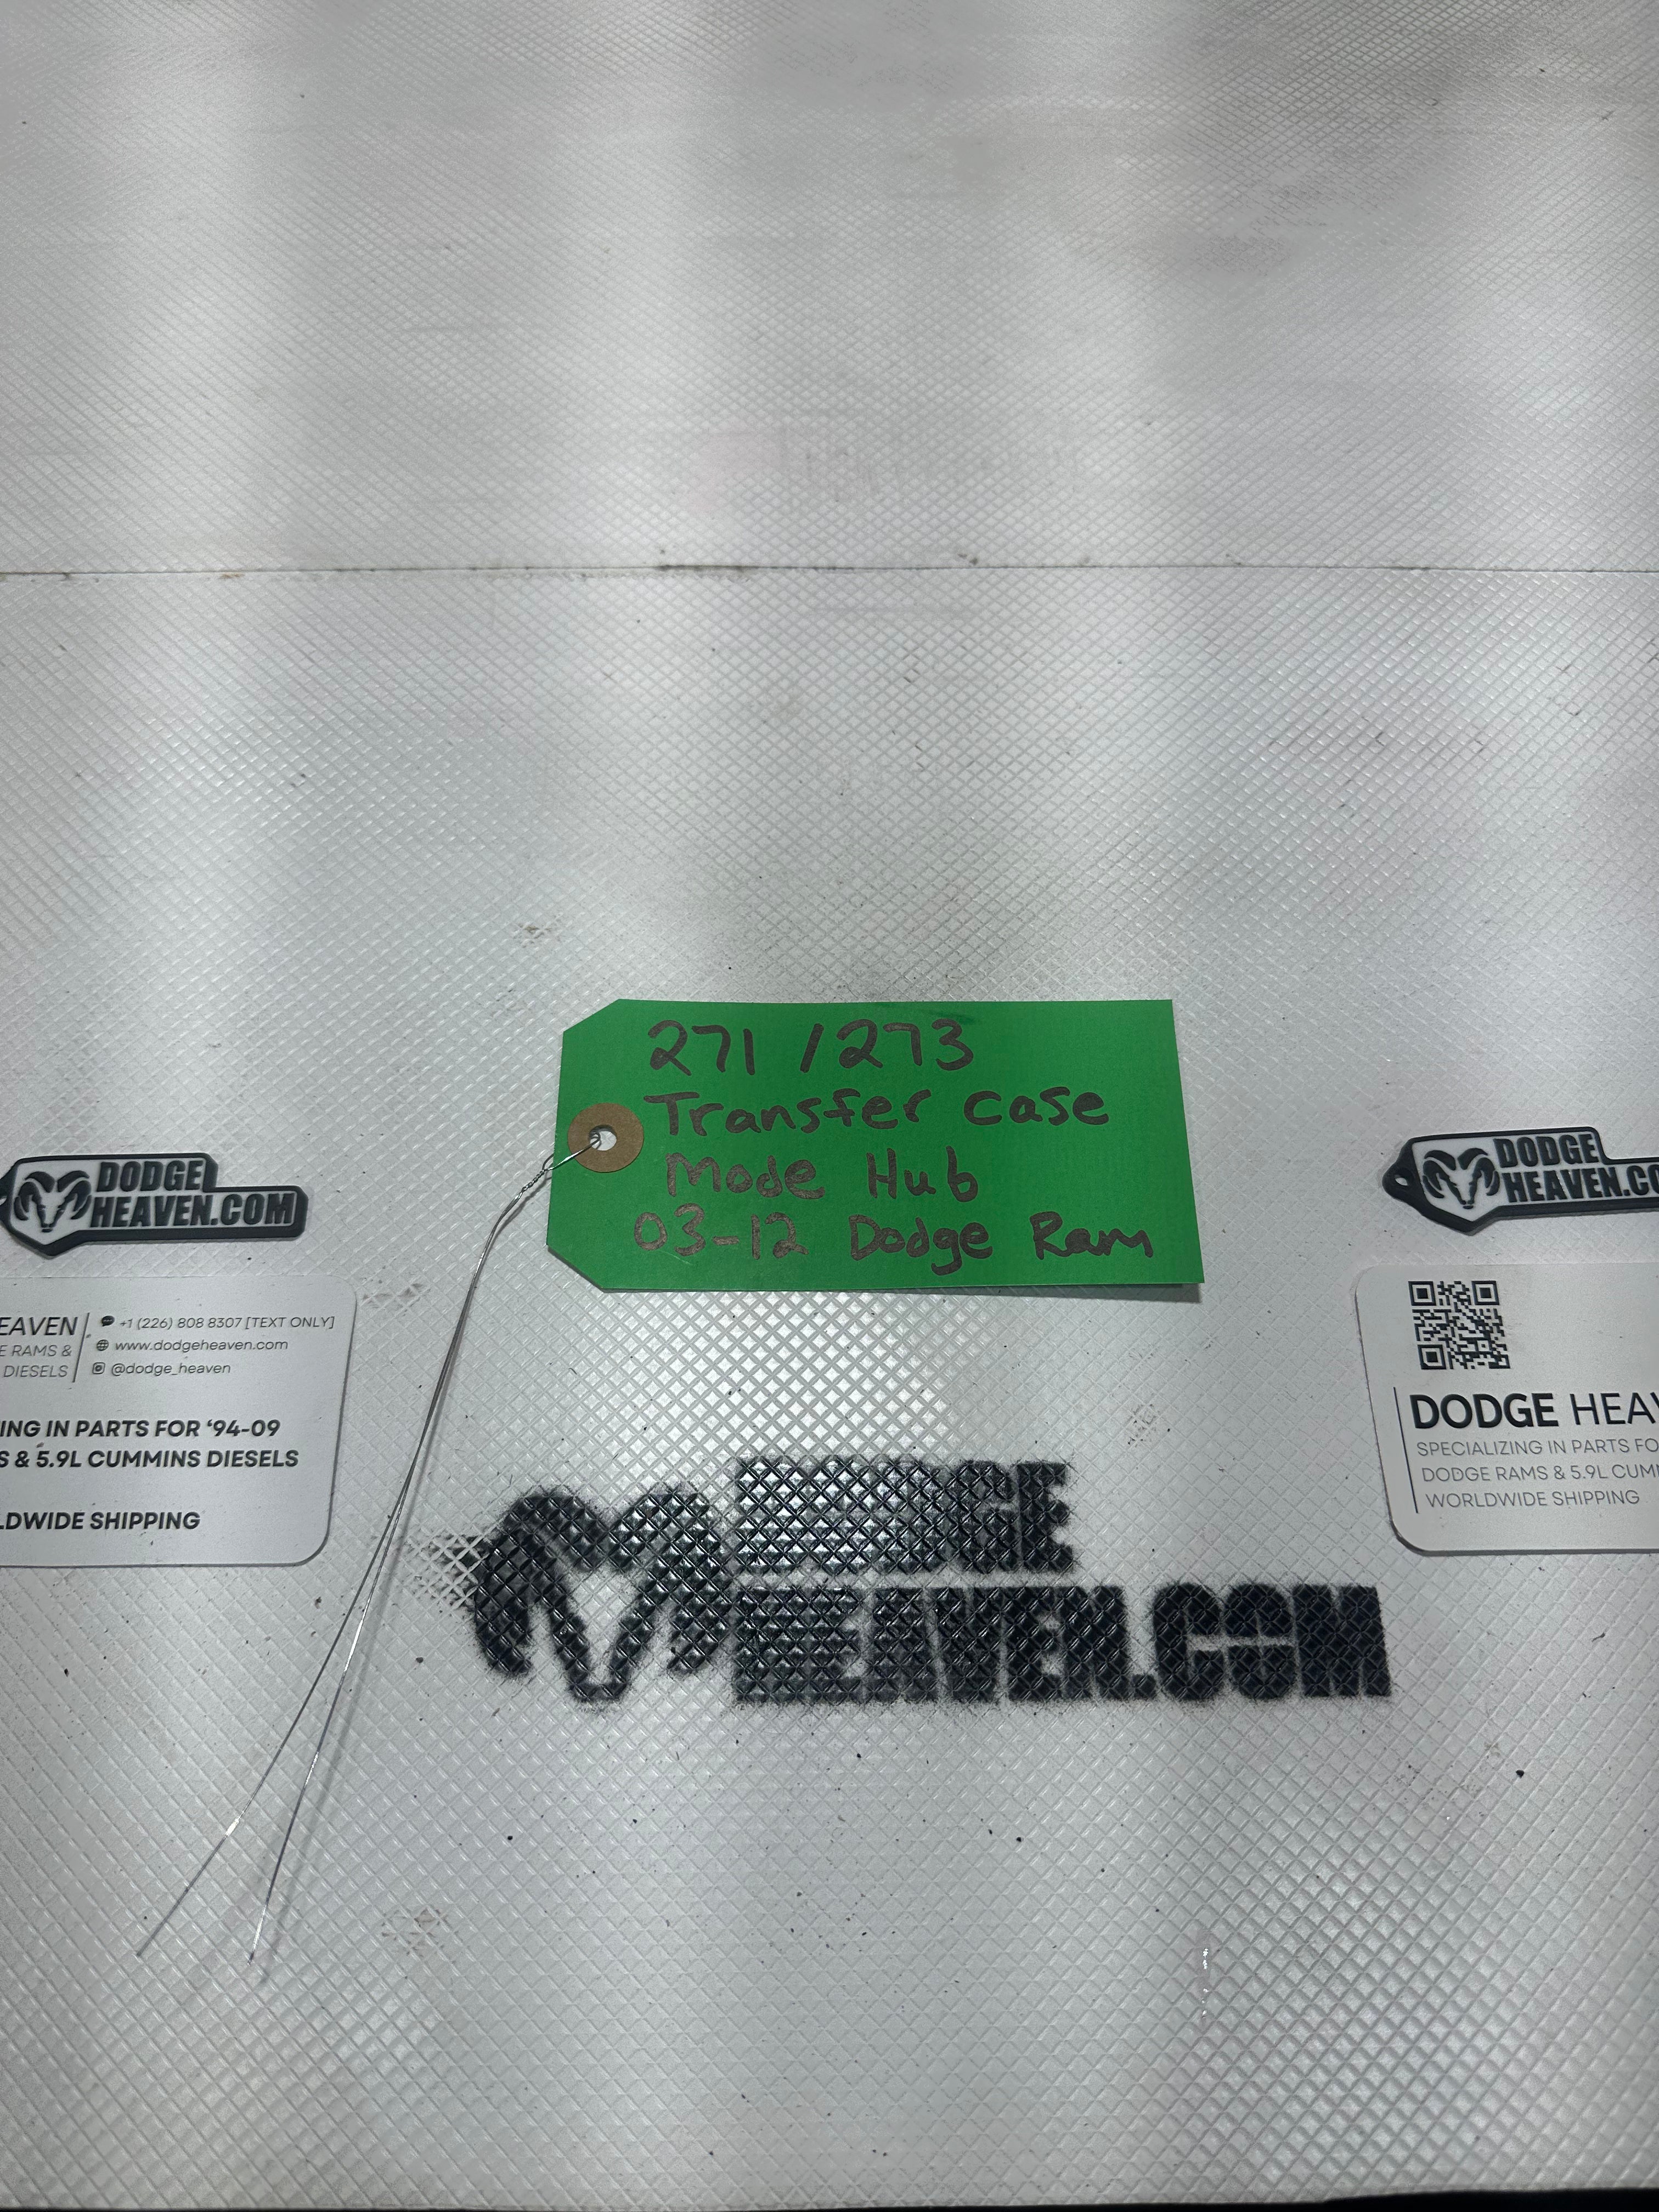 271 / 273
Transfer case
Mode Hub
03-12 Dodge Ram
DODGE
HEAVEN.COM
EAVEN
E RAMS &
DIESELS
+1 (226) 808 8307 [TEXT ONLY]
www.dodgeheaven.com
@dodge_heaven
ING IN PARTS FOR '94-09
S & 5.9L CUMMINS DIESELS
LDWIDE SHIPPING
DODGE
HEAVEN.CO
DODGE HEAV
SPECIALIZING IN PARTS FO
DODGE RAMS & 5.9L CUM
WORLDWIDE SHIPPING
DODGE
HEAVEN.COM